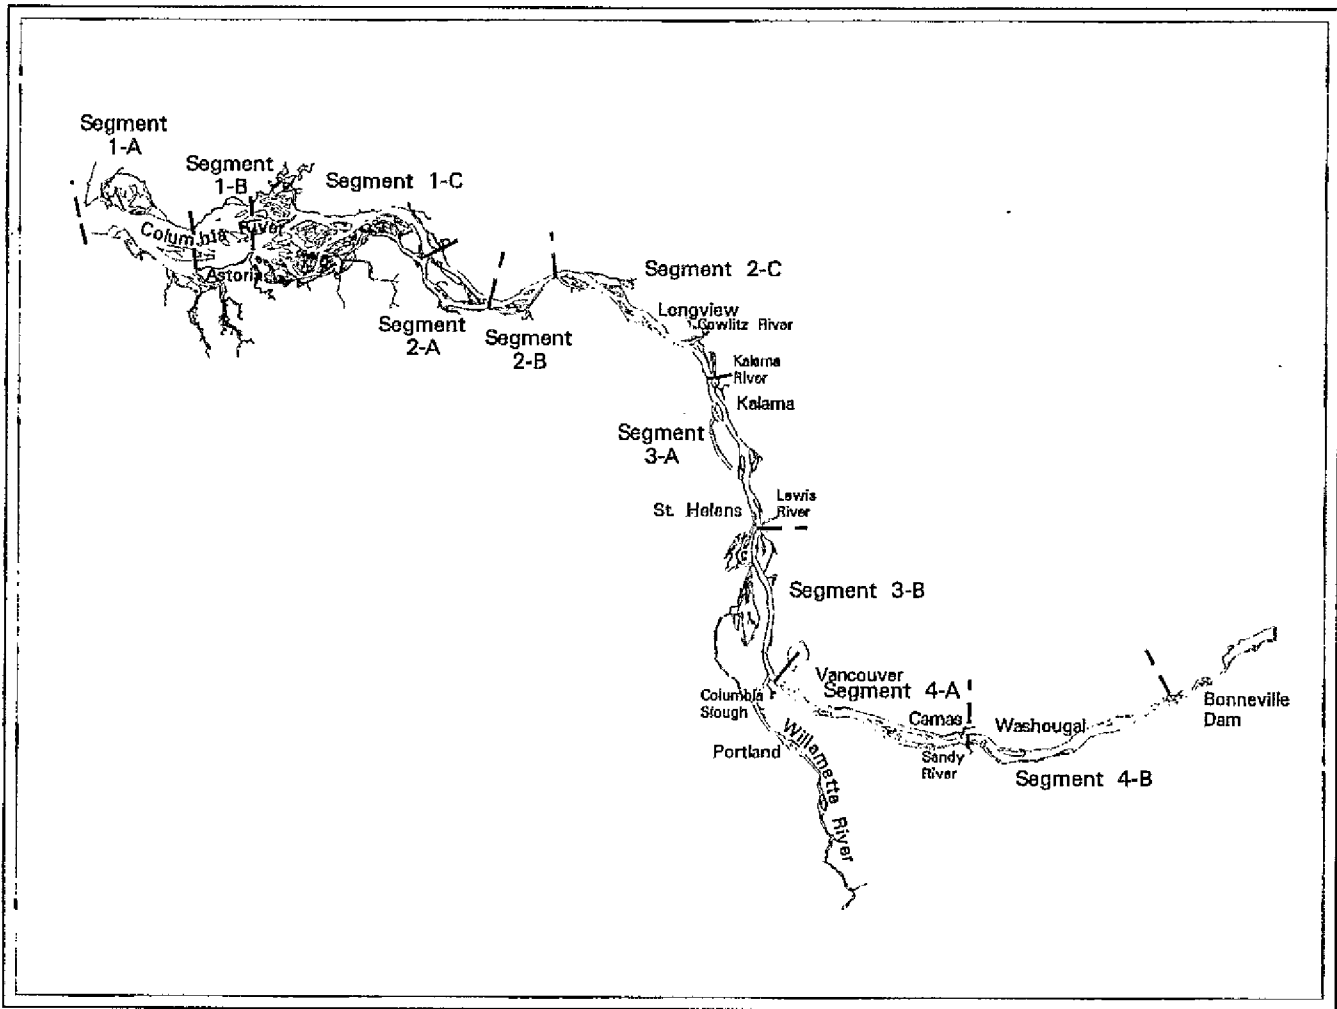 Segment
1-A
Segment
1-B
Segment 1-C
Columbia River
Astoria
Segment
2-A
Segment
2-B
Segment 2-C
Longview
Cowlitz River
Kalama
River
Kalama
Segment
3-A
St. Helens
Lewis
River
Segment 3-B
Vancouver
Segment 4-A
Columbia
Slough
Camas
Washougal
Bonneville
Dam
Portland
Willamette River
Sandy
River
Segment 4-B